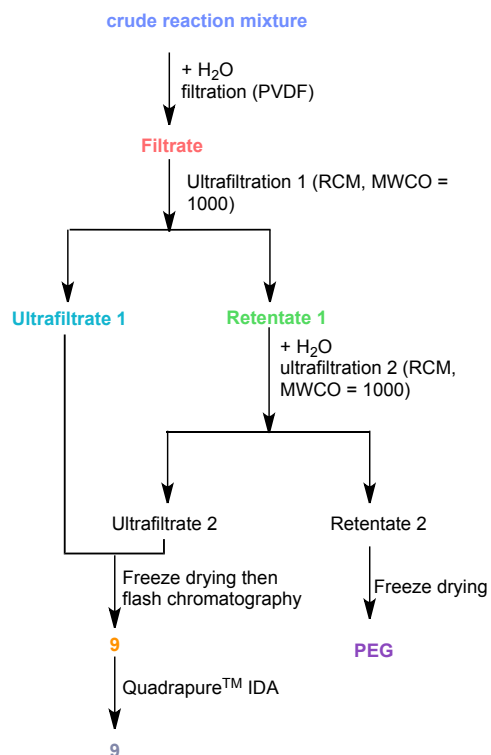 crude reaction mixture
+ H₂O
filtration (PVDF)
Filtrate
Ultrafiltration 1 (RCM, MWCO =
1000)
Ultrafiltrate 1
Retentate 1
+ H₂O
ultrafiltration 2 (RCM,
MWCO = 1000)
Ultrafiltrate 2
Retentate 2
Freeze drying then
flash chromatography
Freeze drying
9
PEG
Quadrapure™ IDA
9